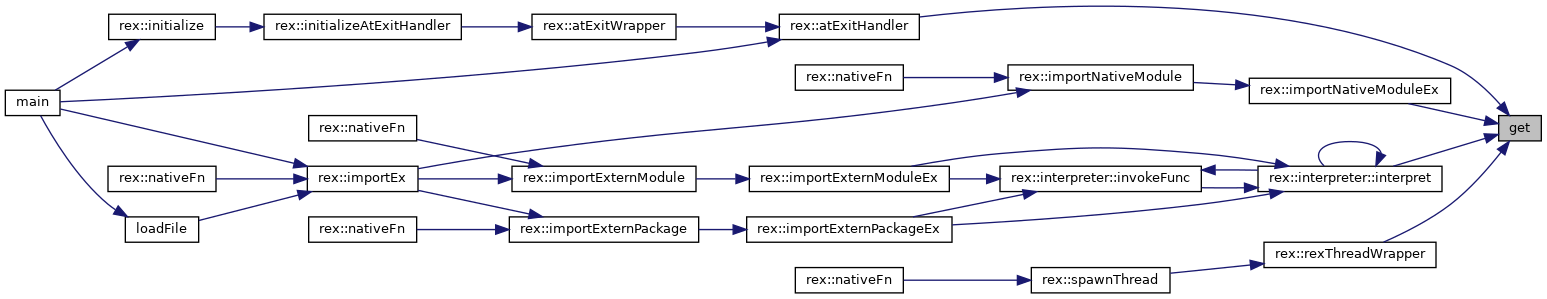 rex::initialize
rex::initializeAtExitHandler
rex::atExitWrapper
rex::atExitHandler
rex::nativeFn
rex::importNativeModule
rex::importNativeModuleEx
main
rex::nativeFn
get
rex::nativeFn
rex::importEx
rex::importExternModule
rex::importExternModuleEx
rex::interpreter::invokeFunc
rex::interpreter::interpret
loadFile
rex::nativeFn
rex::importExternPackage
rex::importExternPackageEx
rex::rexThreadWrapper
rex::nativeFn
rex::spawnThread